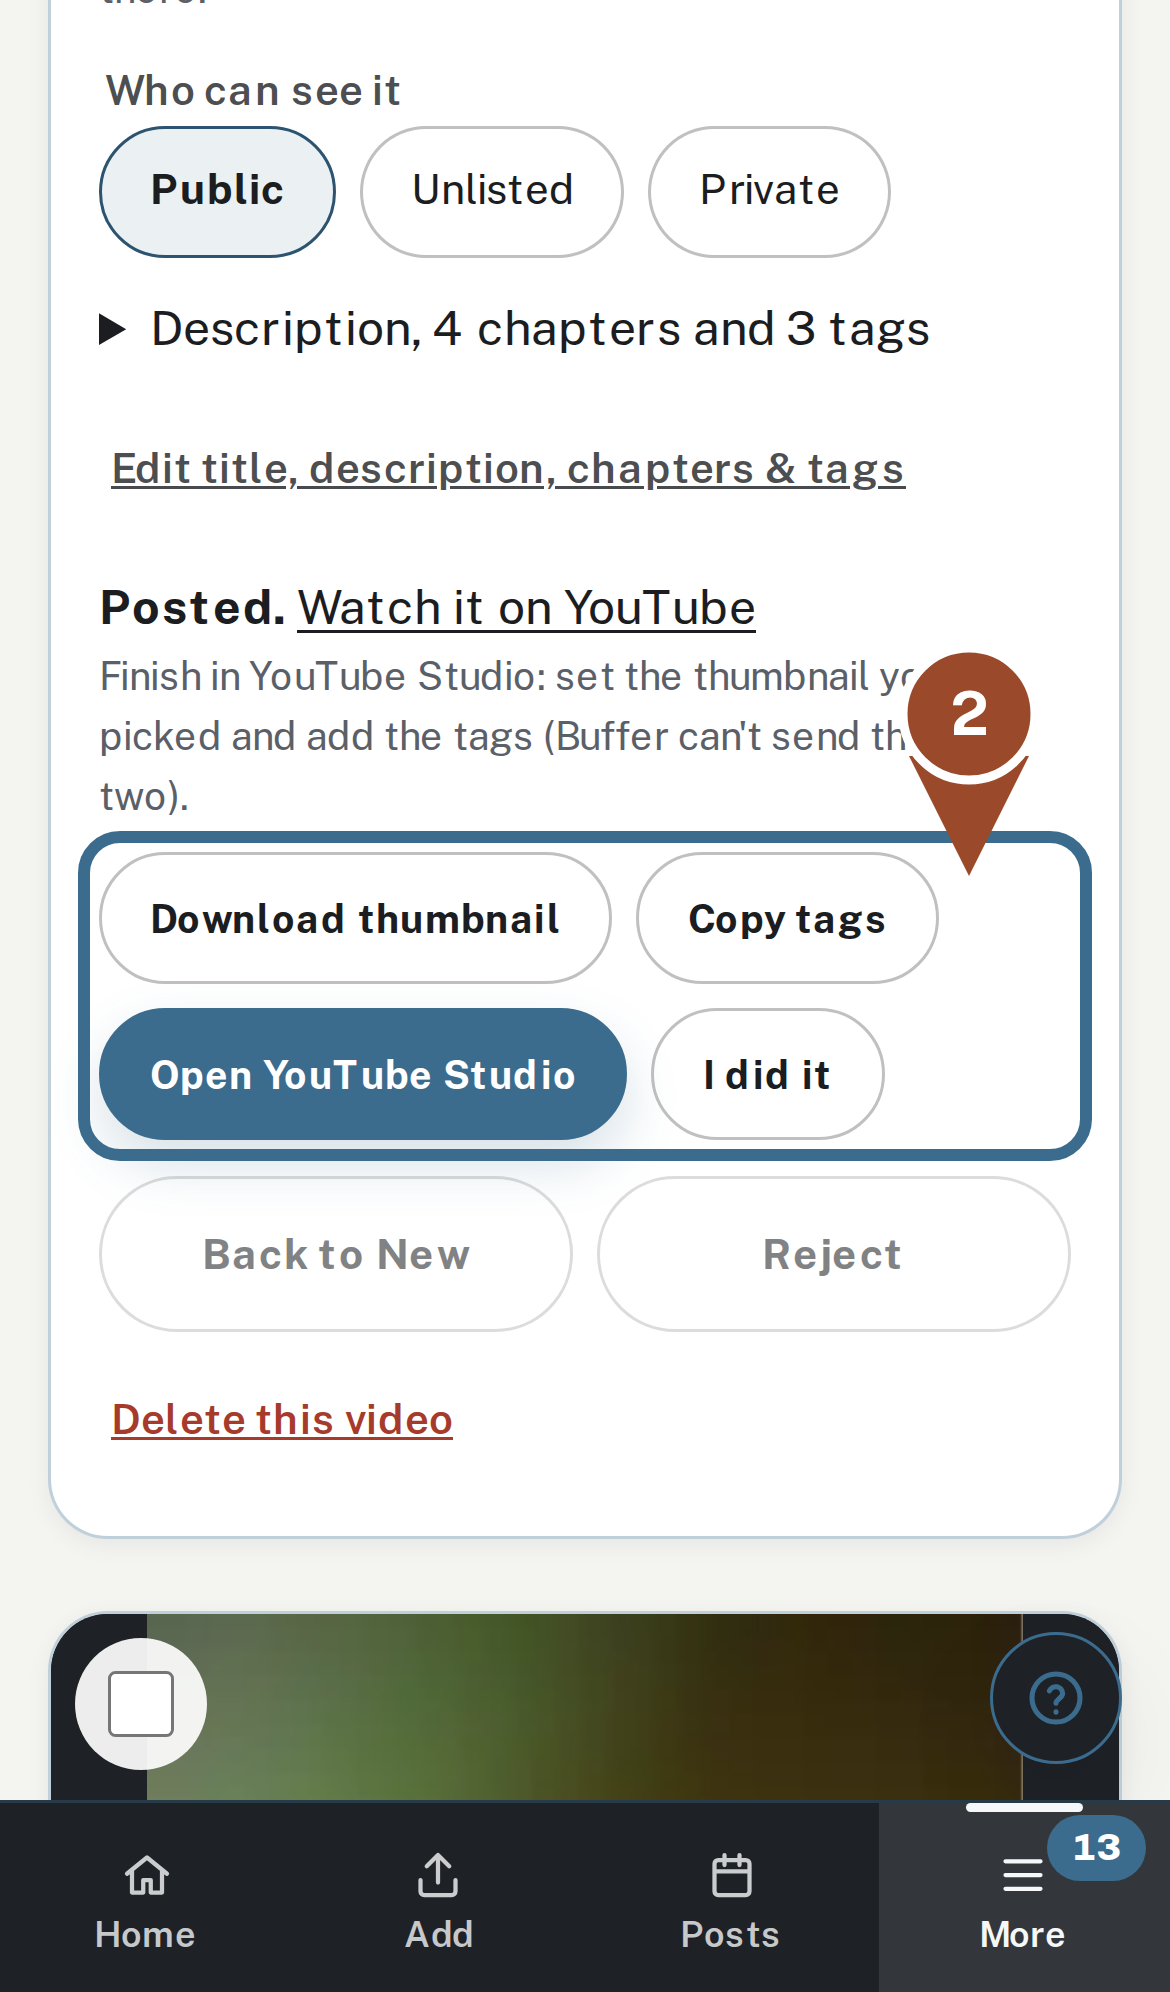 Who can see it
Public
Unlisted
Private
Description, 4 chapters and 3 tags
Edit title, description, chapters & tags
Posted. Watch it on YouTube
Finish in YouTube Studio: set the thumbnail
2
picked and add the tags (Buffer can't send
two).
Download thumbnail
Copy tags
Open YouTube Studio
I did it
Back to New
Reject
Delete this video
13
Home
Add
Posts
More